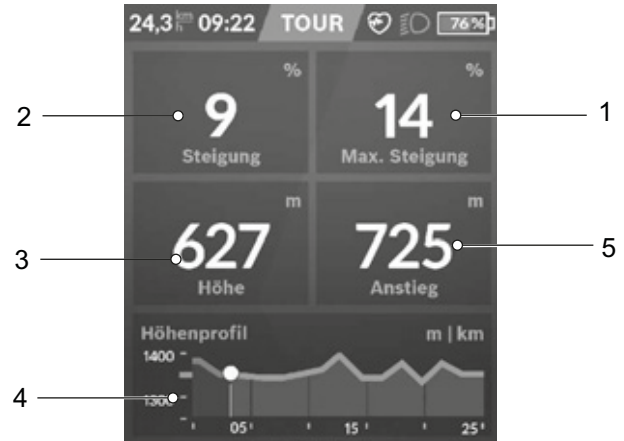 24,3 km/h 09:22 TOUR 76%
% %
2 9 14 1
Steigung Max. Steigung
m m
3 627 725 5
Höhe Anstieg
Höhenprofil m | km
1400
4 1300
05 15 25